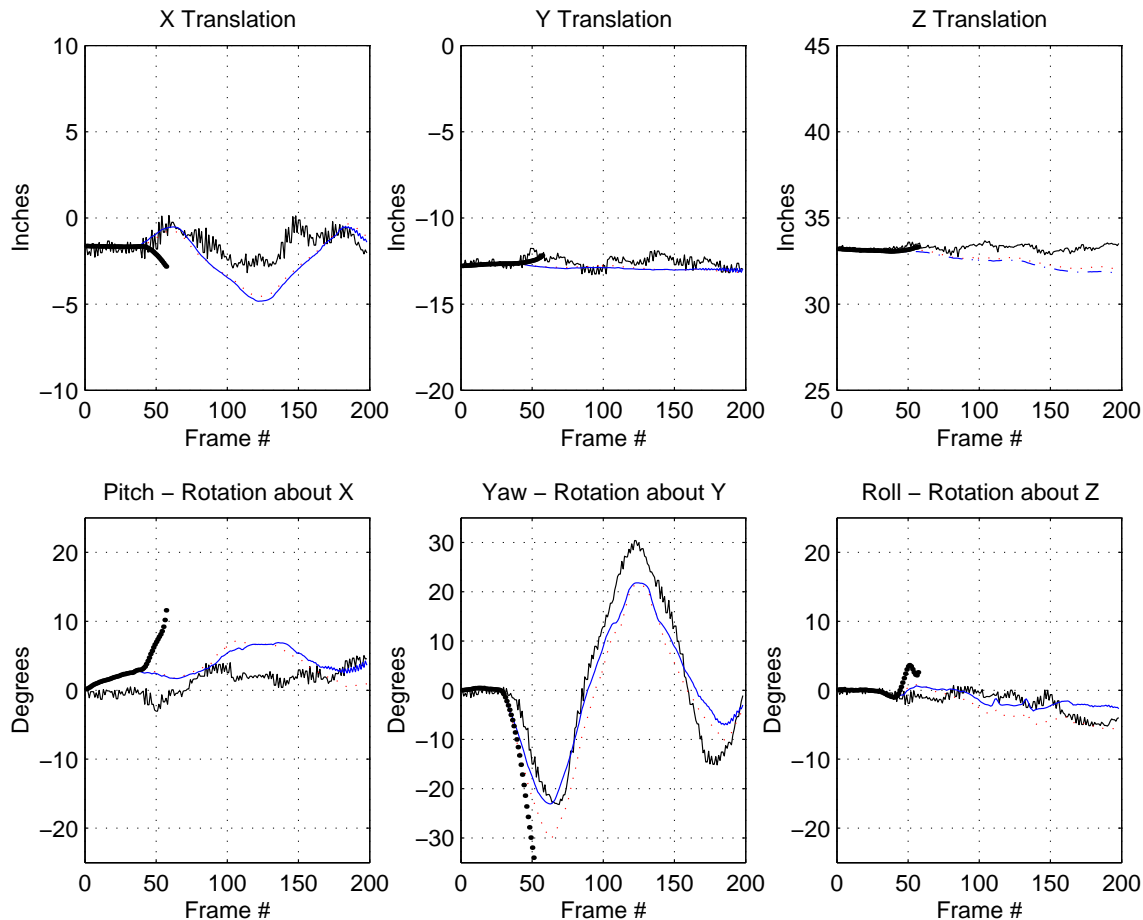 X Translation
10
5
0
−5
−10
Inches
0 50 100 150 200
Frame #
Y Translation
0
−5
−10
−15
−20
Inches
0 50 100 150 200
Frame #
Z Translation
45
40
35
30
25
Inches
0 50 100 150 200
Frame #
Pitch − Rotation about X
20
10
0
−10
−20
Degrees
0 50 100 150 200
Frame #
Yaw − Rotation about Y
30
20
10
0
−10
−20
−30
Degrees
0 50 100 150 200
Frame #
Roll − Rotation about Z
20
10
0
−10
−20
Degrees
0 50 100 150 200
Frame #